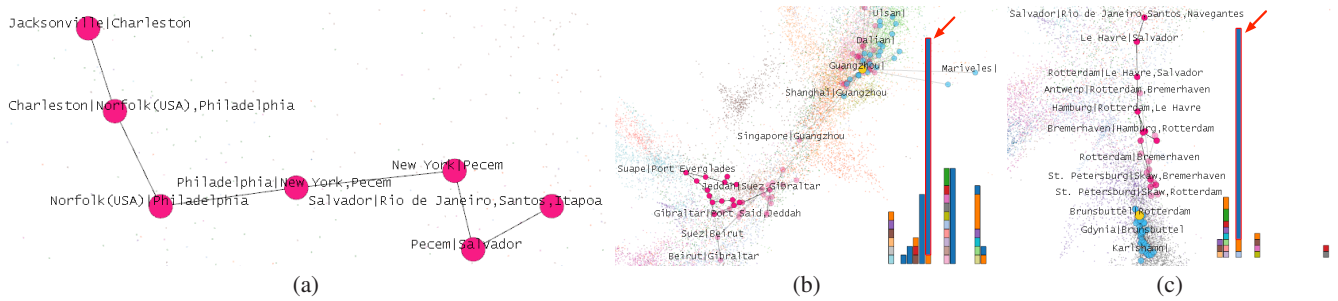 Jacksonville|Charleston
Charleston|Norfolk(USA),Philadelphia
New York|Pecem
Philadelphia|New York,Pecem
Norfolk(USA)|Philadelphia
Salvador|Rio de Janeiro,Santos,Itapoa
Pecem|Salvador
(a)
Ulsan|
Dalian|
Guangzhou|
Mariveles|
Shanghai|Guangzhou
Singapore|Guangzhou
Suape|Port Everglades
Jeddah|Suez,Gibraltar
Gibraltar|Port Said,Jeddah
Suez|Beirut
Beirut|Gibraltar
(b)
Salvador|Rio de Janeiro,Santos,Navegantes
Le Havre|Salvador
Rotterdam|Le Havre,Salvador
Antwerp|Rotterdam,Bremerhaven
Hamburg|Rotterdam,Le Havre
Bremerhaven|Hamburg,Rotterdam
Rotterdam|Bremerhaven
St. Petersburg|Skaw,Bremerhaven
St. Petersburg|Skaw,Rotterdam
Brunsbuttel|Rotterdam
Gdynia|Brunsbuttel
Karlshamn|
(c)